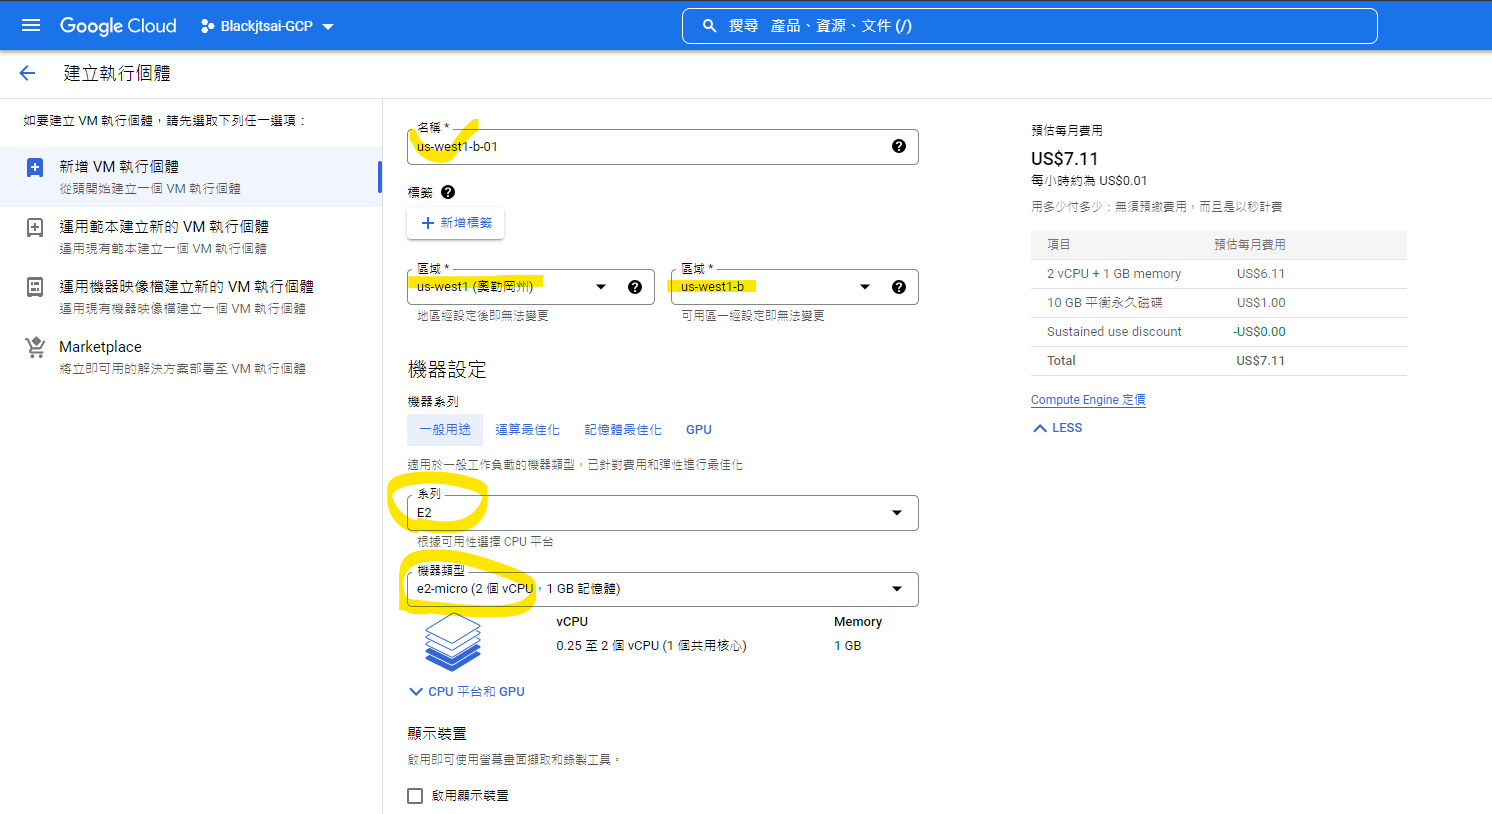 Google Cloud
Blackjtsai-GCP
搜尋 產品、資源、文件 (/)
建立執行個體
如要建立 VM 執行個體，請先選取下列任一選項：
新增 VM 執行個體
從頭開始建立一個 VM 執行個體
運用範本建立新的 VM 執行個體
運用現有範本建立一個 VM 執行個體
運用機器映像檔建立新的 VM 執行個體
運用現有機器映像檔建立一個 VM 執行個體
Marketplace
將立即可用的解決方案部署至 VM 執行個體
名稱 *
us-west1-b-01
標籤
新增標籤
區域 *
us-west1 (奧勒岡州)
地區經設定後即無法變更
區域 *
us-west1-b
可用區一經設定即無法變更
機器設定
機器系列
一般用途
運算最佳化
記憶體最佳化
GPU
適用於一般工作負載的機器類型，已針對費用和彈性進行最佳化
系列
E2
根據可用性選擇 CPU 平台
機器類型
e2-micro (2 個 vCPU，1 GB 記憶體)
vCPU
Memory
0.25 至 2 個 vCPU (1 個共用核心)
1 GB
CPU 平台和 GPU
顯示裝置
啟用即可使用螢幕畫面擷取和錄製工具。
啟用顯示裝置
預估每月費用
US$7.11
每小時約為 US$0.01
用多少付多少：無須預繳費用，而且是以秒計費
項目 預估每月費用
2 vCPU + 1 GB memory US$6.11
10 GB 平衡永久磁碟 US$1.00
Sustained use discount -US$0.00
Total US$7.11
Compute Engine 定價
LESS